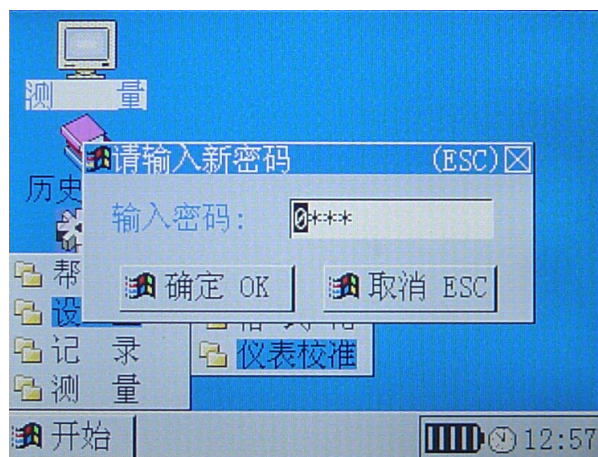 测 量
请输入新密码 (ESC)
历史
输入密码: 0***
帮
确定 OK 取消 ESC
设
记 录
仪表校准
测 量
开始 12:57